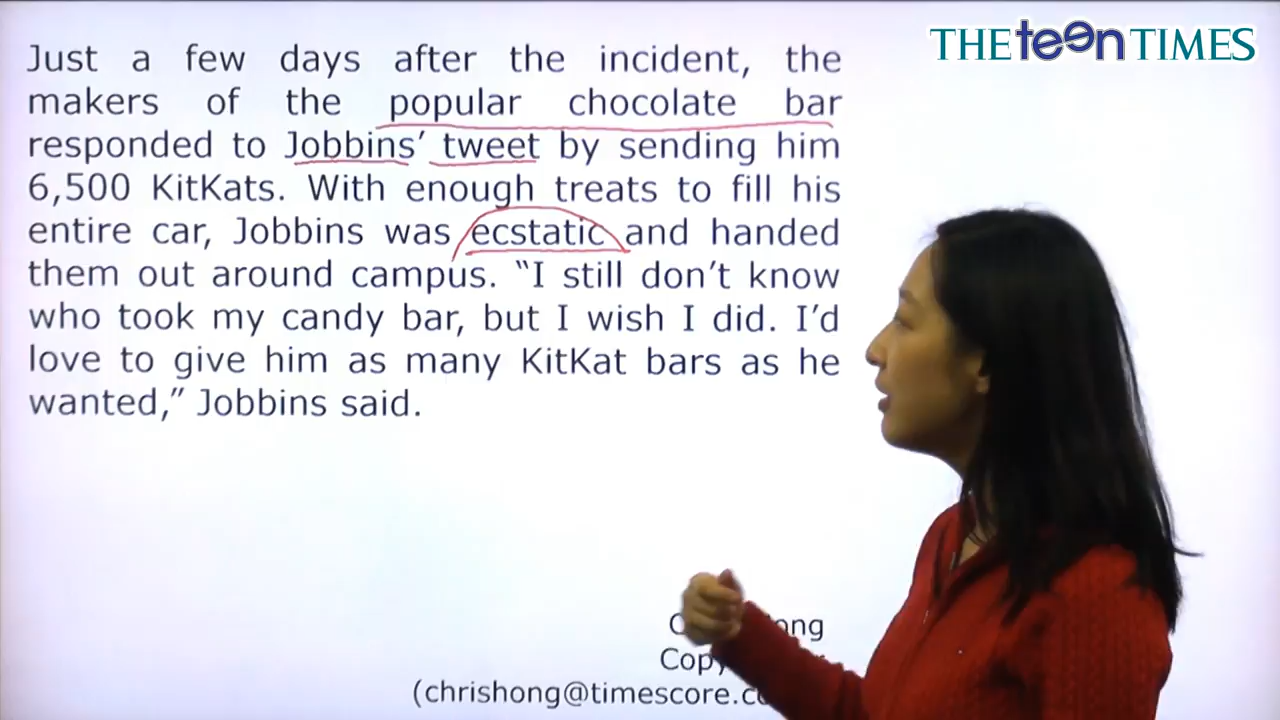 THE teen TIMES
Just a few days after the incident, the
makers of the popular chocolate bar
responded to Jobbins’ tweet by sending him
6,500 KitKats. With enough treats to fill his
entire car, Jobbins was ecstatic and handed
them out around campus. “I still don’t know
who took my candy bar, but I wish I did. I’d
love to give him as many KitKat bars as he
wanted,” Jobbins said.